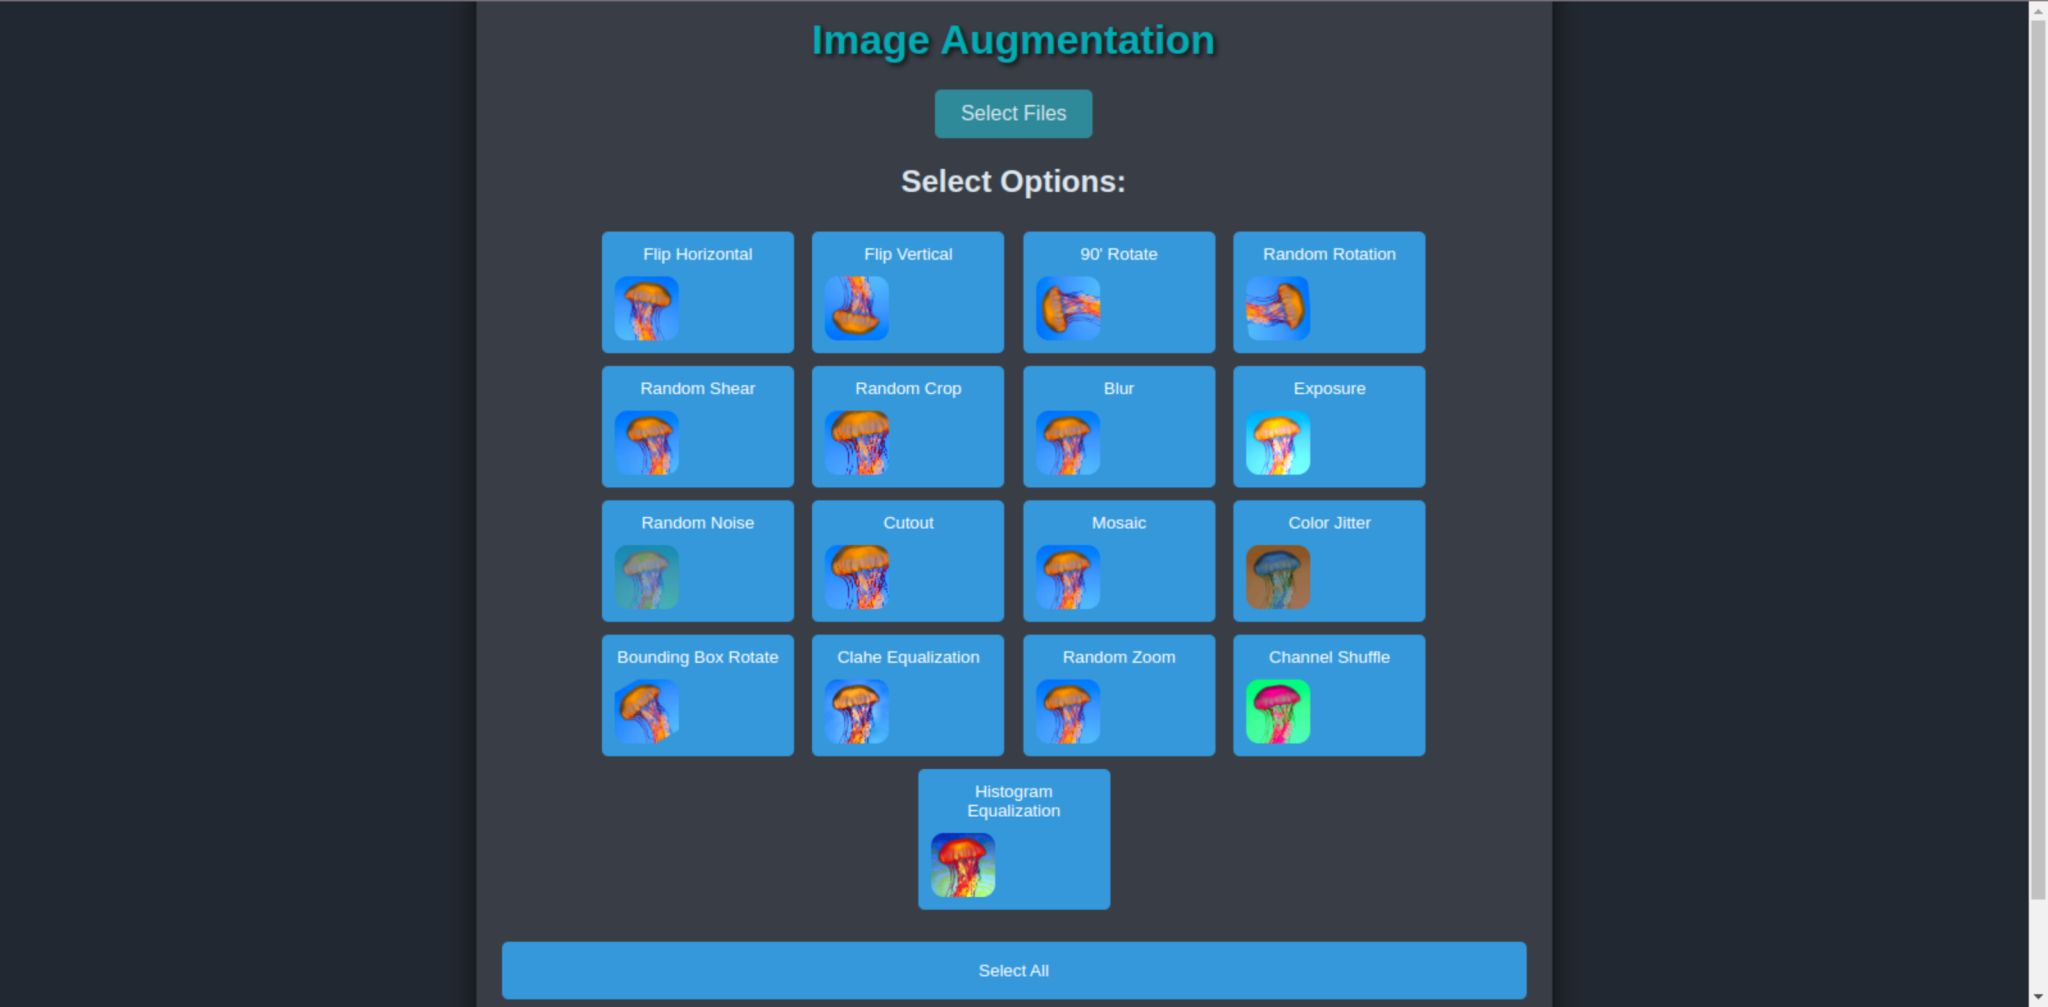 Image Augmentation
Select Files
Select Options:
Flip Horizontal
Flip Vertical
90' Rotate
Random Rotation
Random Shear
Random Crop
Blur
Exposure
Random Noise
Cutout
Mosaic
Color Jitter
Bounding Box Rotate
Clahe Equalization
Random Zoom
Channel Shuffle
Histogram
Equalization
Select All